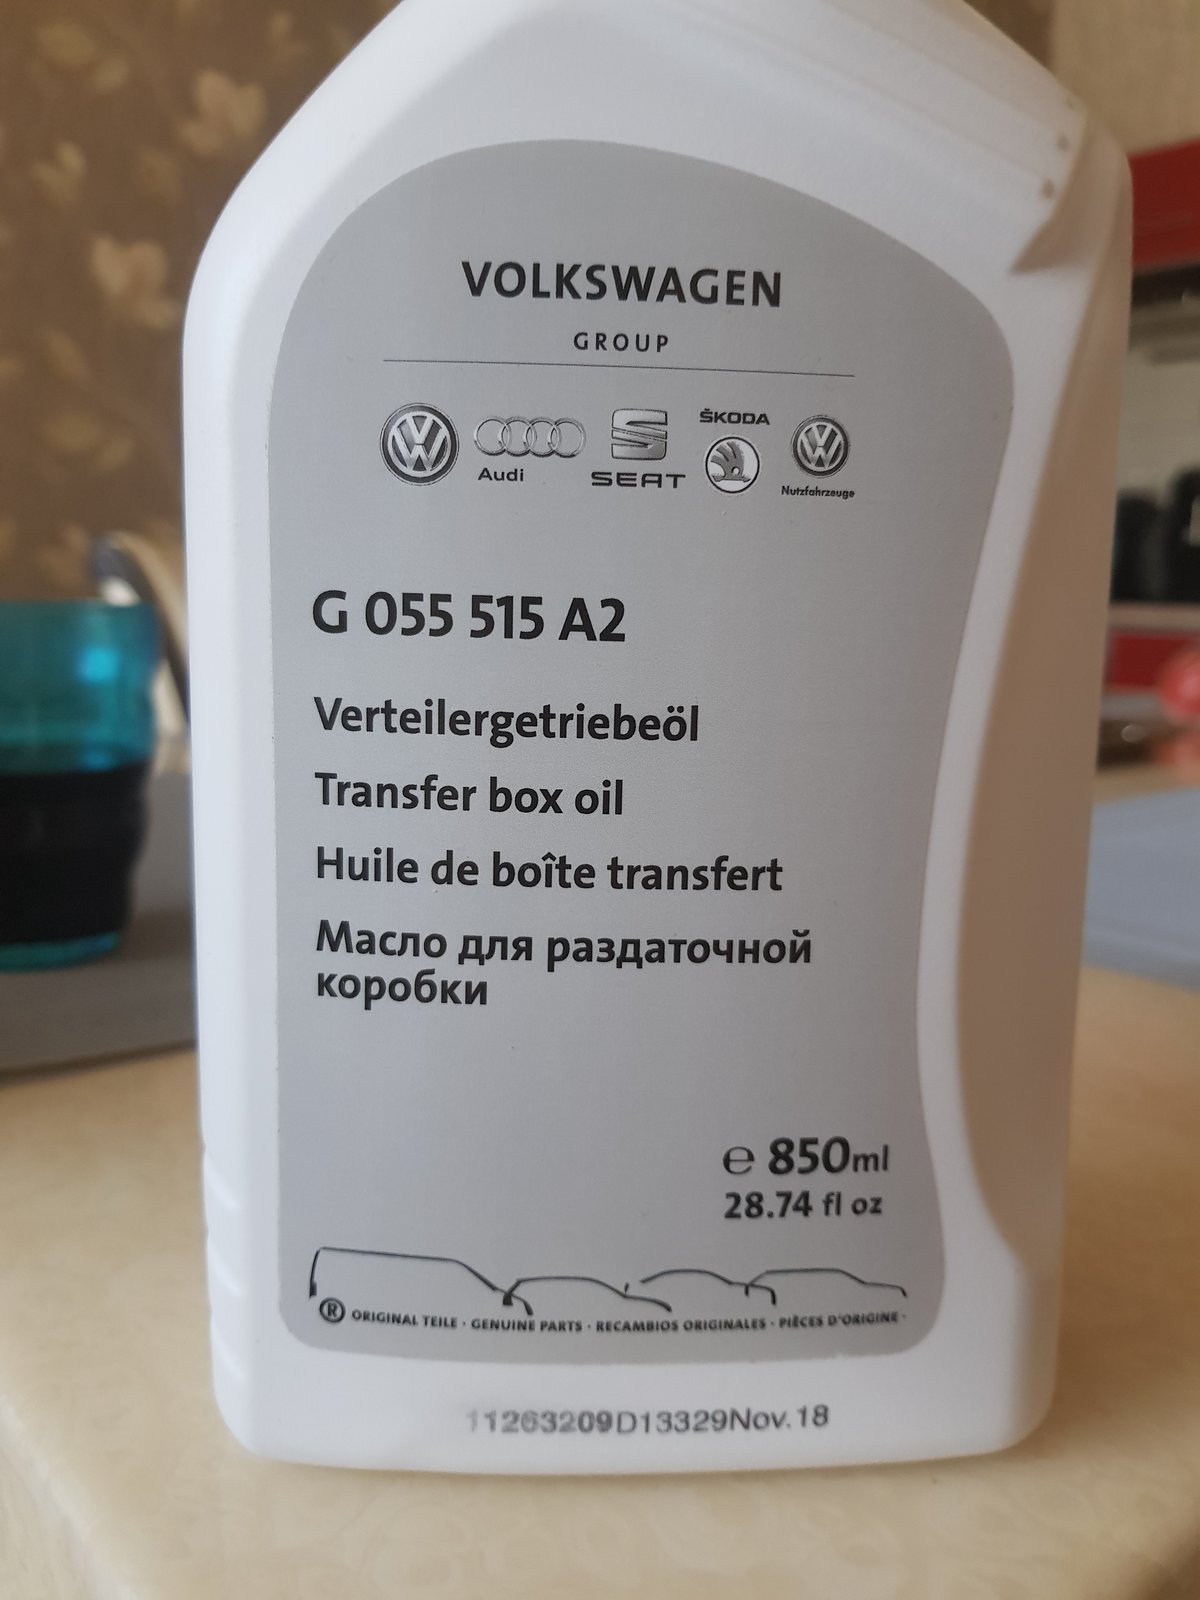 VOLKSWAGEN
GROUP
Audi
SEAT
ŠKODA
Nutzfahrzeuge
G 055 515 A2
Verteilergetriebeöl
Transfer box oil
Huile de boîte transfert
Масло для раздаточной
коробки
℮ 850ml
28.74 fl oz
® ORIGINAL TEILE · GENUINE PARTS · RECAMBIOS ORIGINALES · PIÈCES D'ORIGINE ·
11263209D13329Nov.18